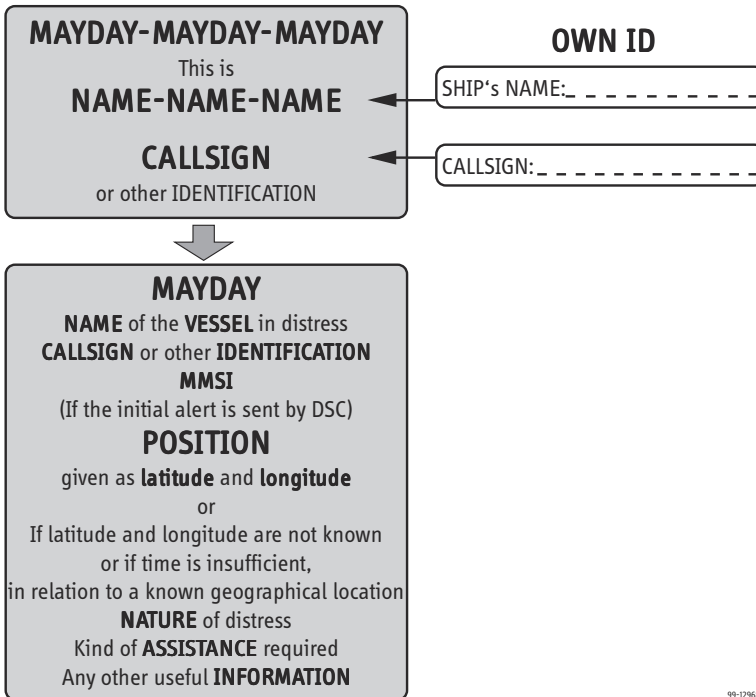 MAYDAY-MAYDAY-MAYDAY
This is
NAME-NAME-NAME
CALLSIGN
or other IDENTIFICATION
OWN ID
SHIP‘s NAME:_ _ _ _ _ _ _ _ _ _ _
CALLSIGN:_ _ _ _ _ _ _ _ _ _ _ _
MAYDAY
NAME of the VESSEL in distress
CALLSIGN or other IDENTIFICATION
MMSI
(If the initial alert is sent by DSC)
POSITION
given as latitude and longitude
or
If latitude and longitude are not known
or if time is insufficient,
in relation to a known geographical location
NATURE of distress
Kind of ASSISTANCE required
Any other useful INFORMATION
99-1296